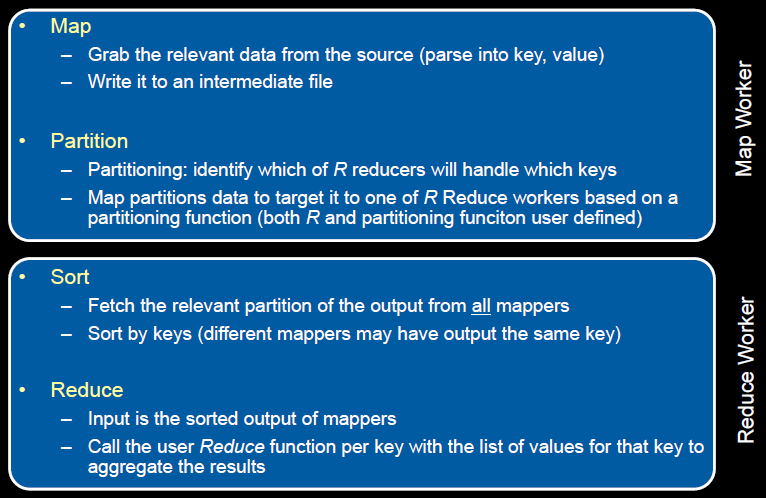 • Map
– Grab the relevant data from the source (parse into key, value)
– Write it to an intermediate file
• Partition
– Partitioning: identify which of R reducers will handle which keys
– Map partitions data to target it to one of R Reduce workers based on a
partitioning function (both R and partitioning funciton user defined)
Map Worker
• Sort
– Fetch the relevant partition of the output from all mappers
– Sort by keys (different mappers may have output the same key)
• Reduce
– Input is the sorted output of mappers
– Call the user Reduce function per key with the list of values for that key to
aggregate the results
Reduce Worker